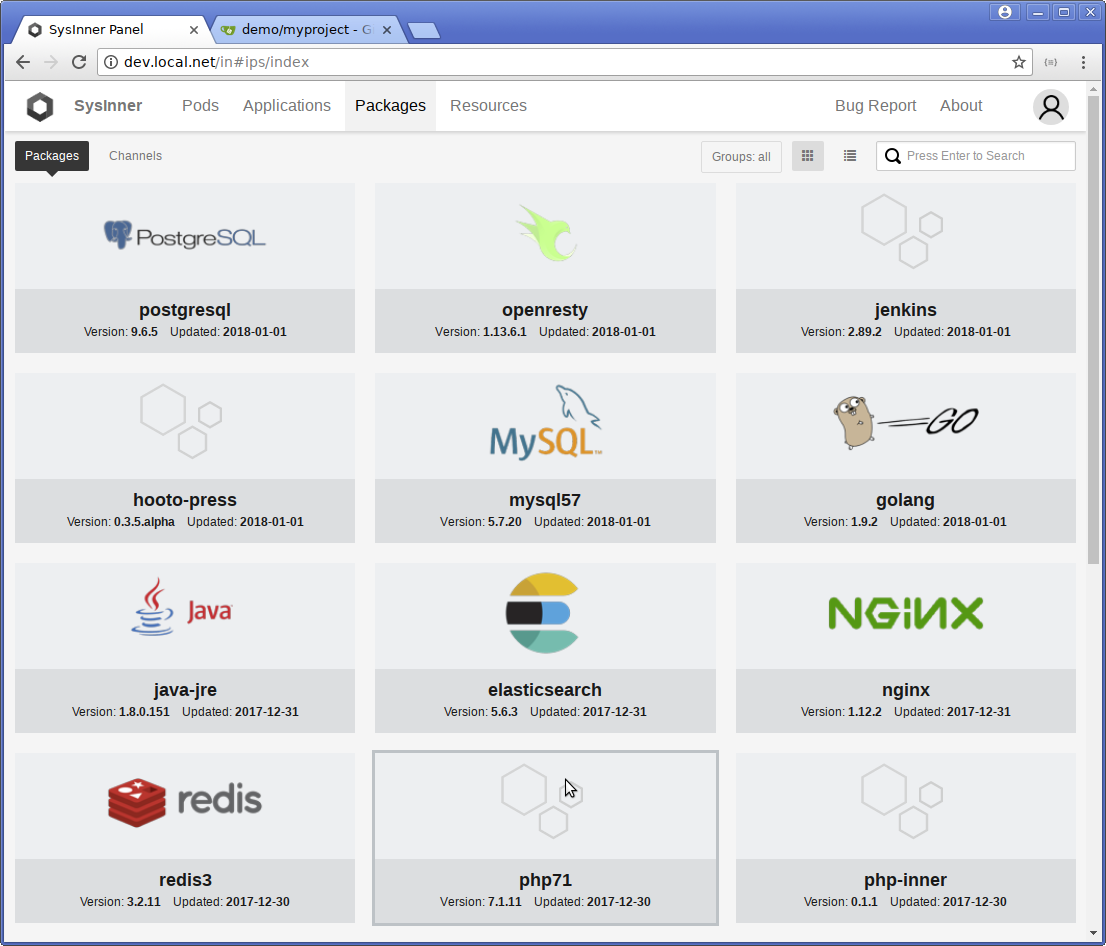 SysInner Panel
demo/myproject - G
dev.local.net/in#ips/index
SysInner Pods Applications Packages Resources Bug Report About
Packages Channels Groups: all Press Enter to Search
PostgreSQL
postgresql
Version: 9.6.5 Updated: 2018-01-01
openresty
Version: 1.13.6.1 Updated: 2018-01-01
jenkins
Version: 2.89.2 Updated: 2018-01-01
hooto-press
Version: 0.3.5.alpha Updated: 2018-01-01
MySQL™
mysql57
Version: 5.7.20 Updated: 2018-01-01
GO
golang
Version: 1.9.2 Updated: 2018-01-01
Java
java-jre
Version: 1.8.0.151 Updated: 2017-12-31
elasticsearch
Version: 5.6.3 Updated: 2017-12-31
NGINX
nginx
Version: 1.12.2 Updated: 2017-12-31
redis
redis3
Version: 3.2.11 Updated: 2017-12-30
php71
Version: 7.1.11 Updated: 2017-12-30
php-inner
Version: 0.1.1 Updated: 2017-12-30